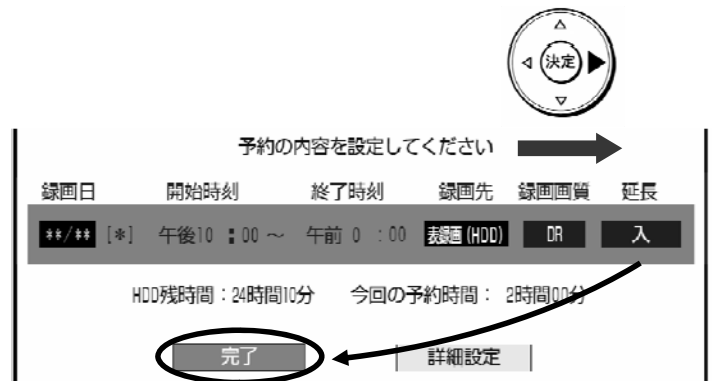 決定
予約の内容を設定してください
録画日 開始時刻 終了時刻 録画先 録画画質 延長
**/** [*] 午後10:00～ 午前 0:00 (HDD) DR 入
HDD残時間：24時間10分 今回の予約時間： 2時間00分
完了 詳細設定